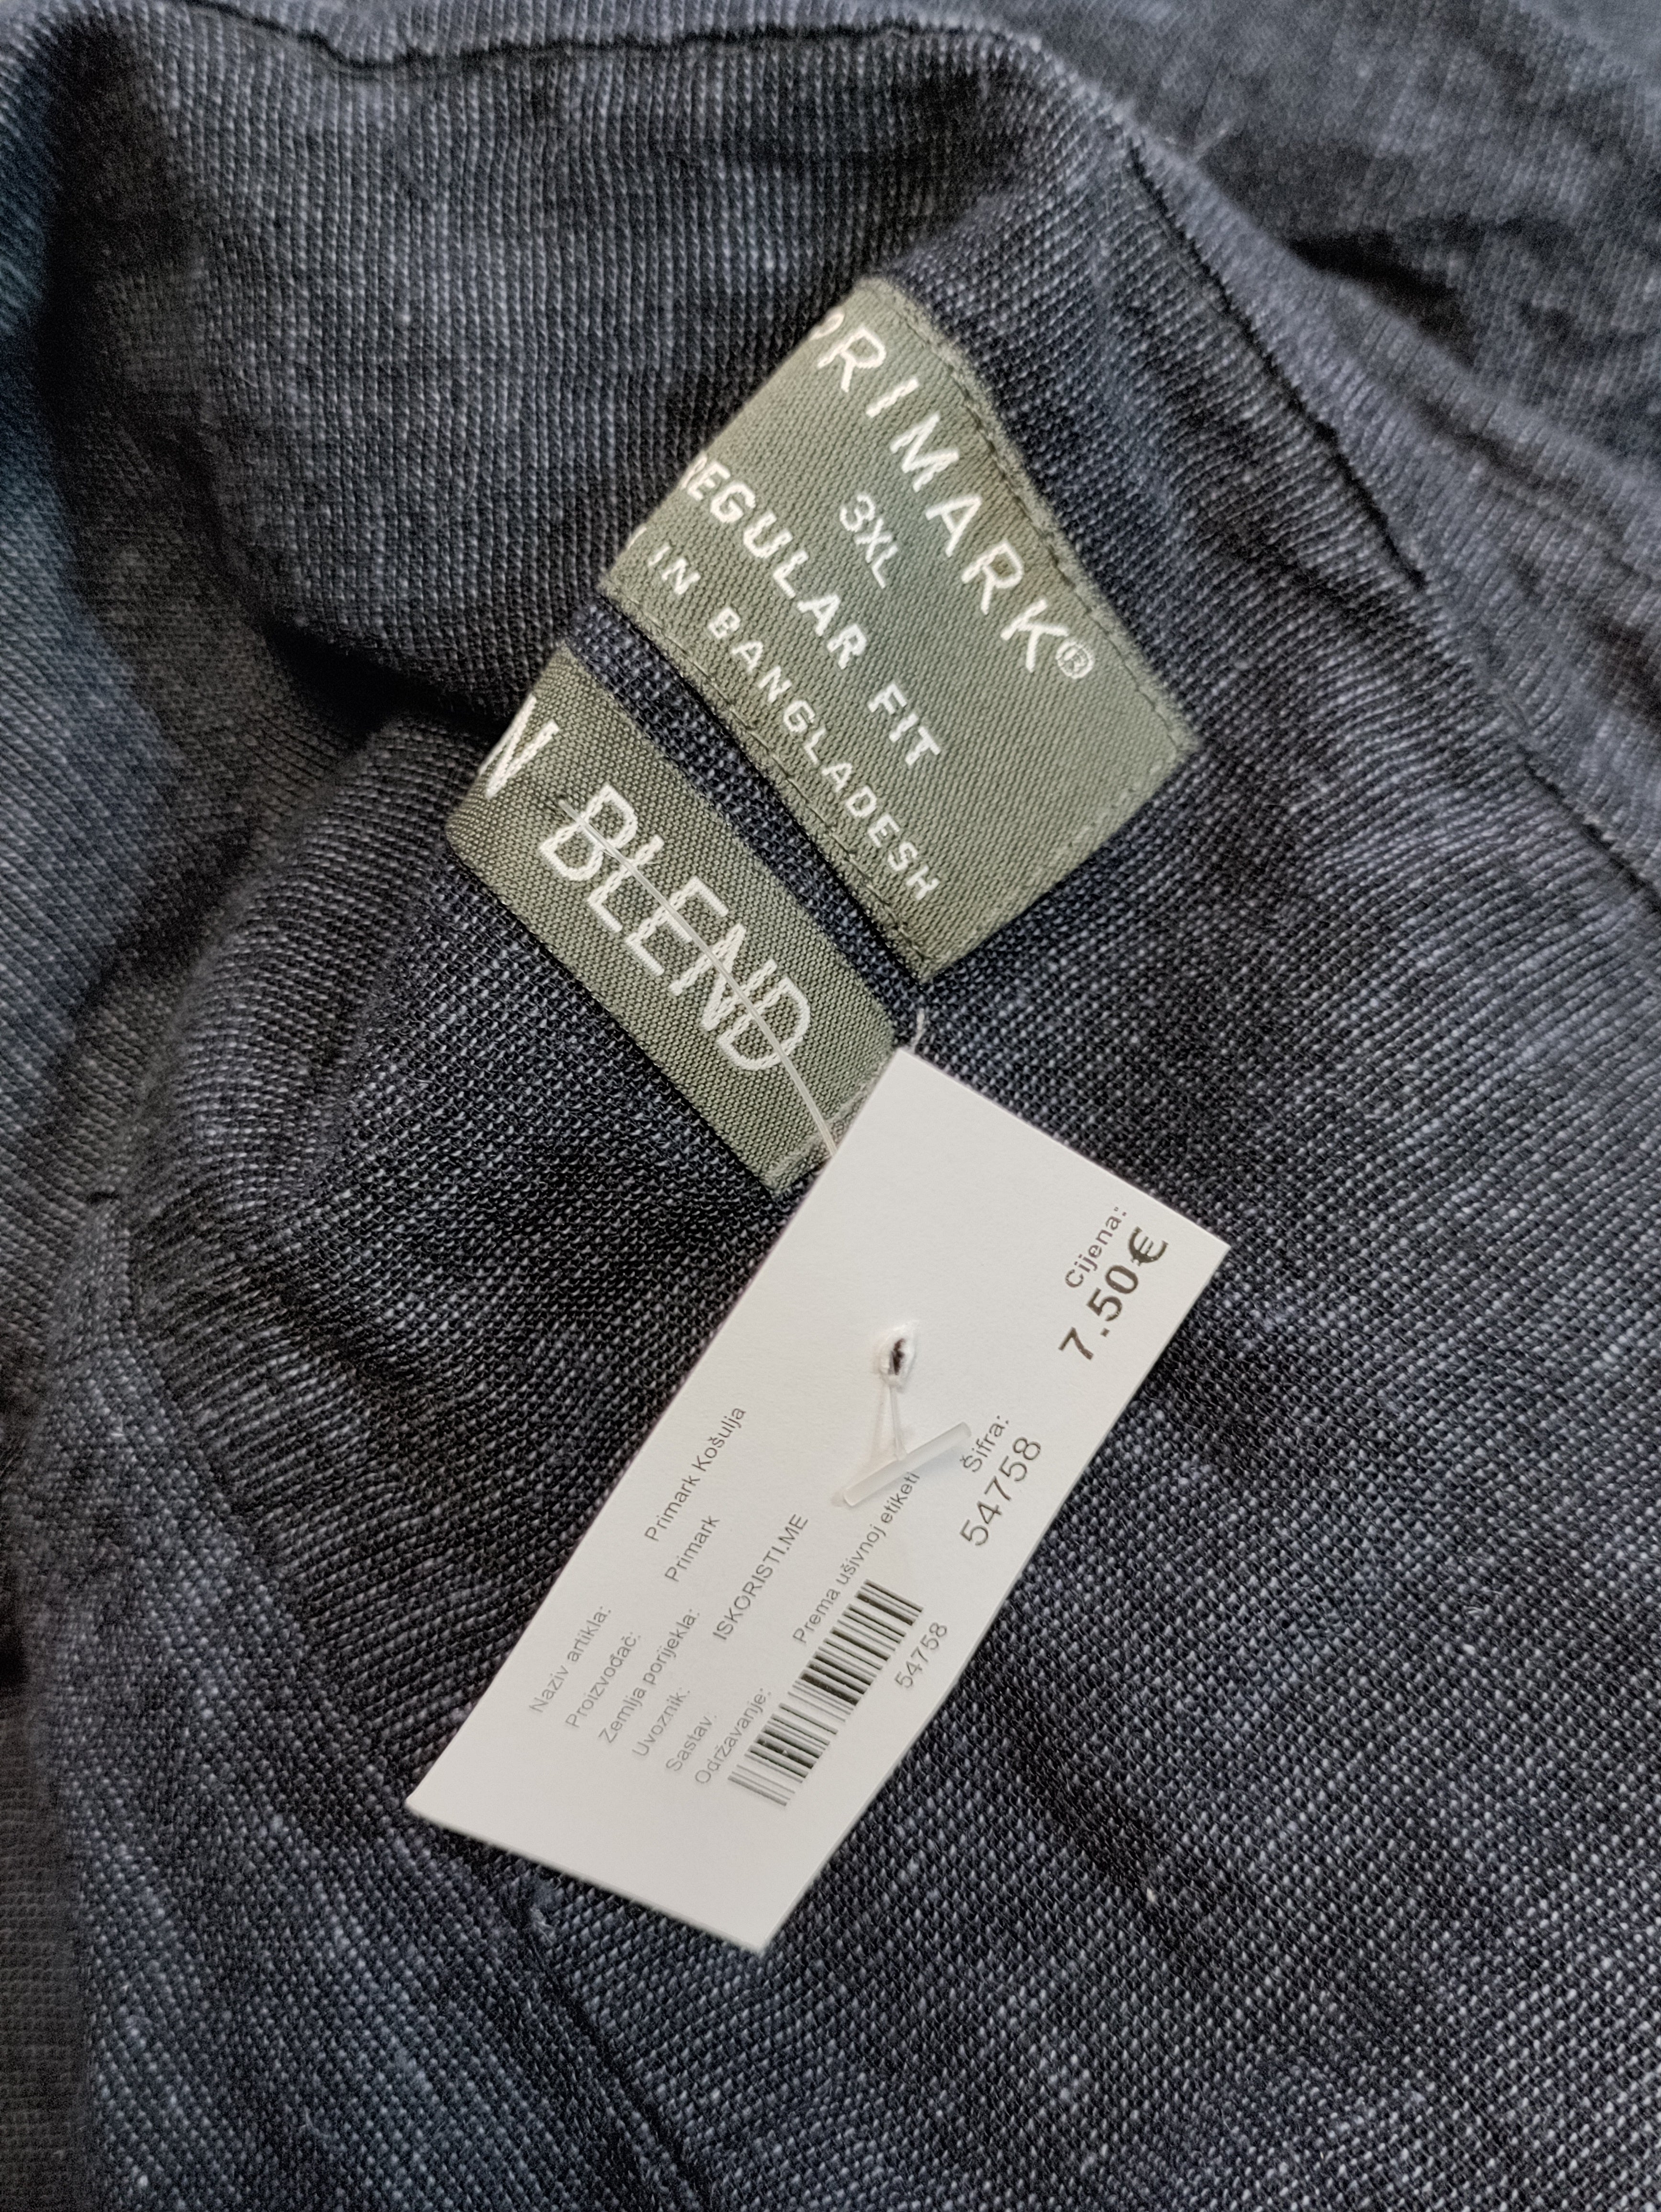 PRIMARK®
3XL
REGULAR FIT
IN BANGLADESH
N BLEND
Naziv artikla: Primark Košulja
Proizvođač: Primark
Zemlja porijekla:
Uvoznik: ISKORISTI.ME
Sastav:
Održavanje: Prema ušivnoj etiketi
54758
Šifra:
54758
Cijena:
7.50€